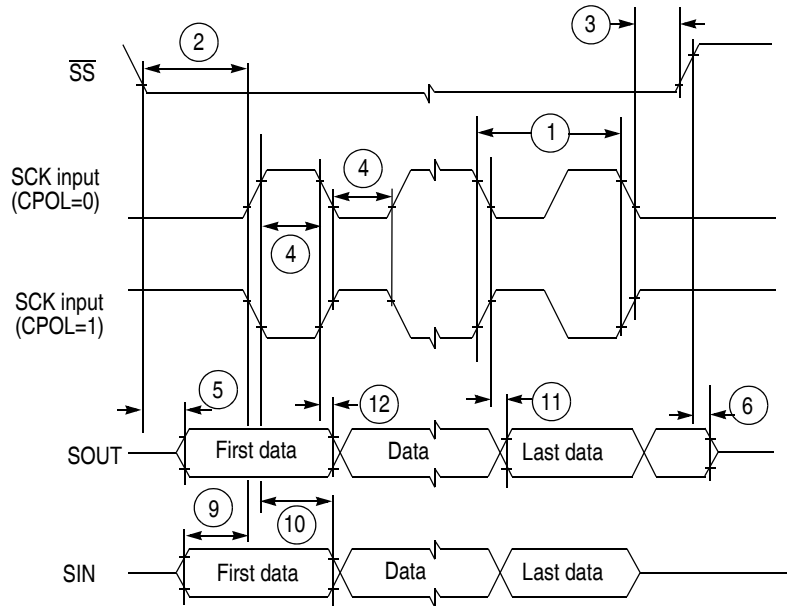 2
3
SS
1
SCK input
(CPOL=0)
4
4
SCK input
(CPOL=1)
5
12
11
6
SOUT
First data
Data
Last data
9
10
SIN
First data
Data
Last data